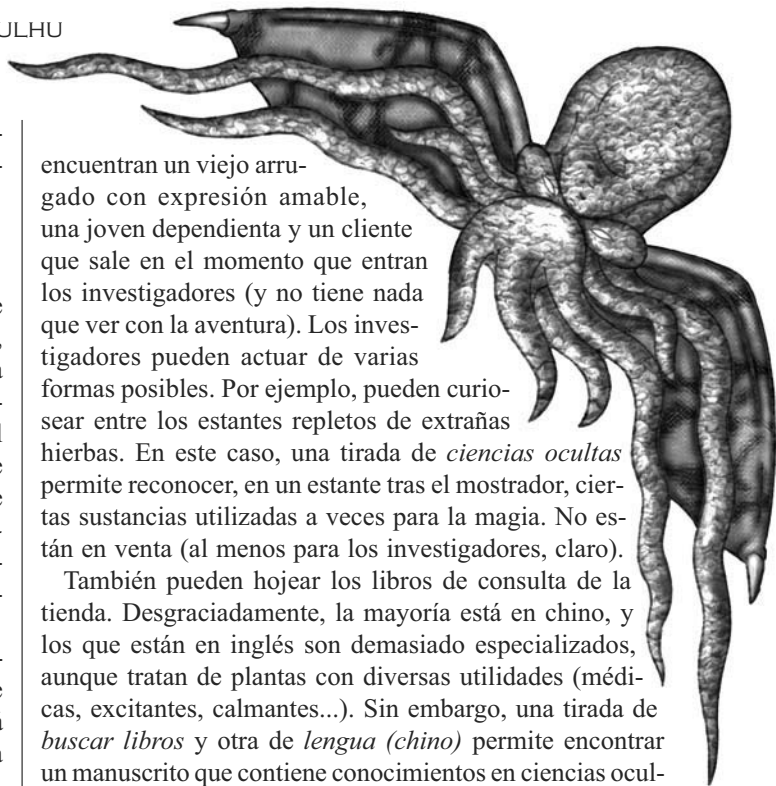 ULHU
encuentran un viejo arru-
gado con expresión amable,
una joven dependienta y un cliente
que sale en el momento que entran
los investigadores (y no tiene nada
que ver con la aventura). Los inves-
tigadores pueden actuar de varias
formas posibles. Por ejemplo, pueden curio-
sear entre los estantes repletos de extrañas
hierbas. En este caso, una tirada de ciencias ocultas
permite reconocer, en un estante tras el mostrador, cier-
tas sustancias utilizadas a veces para la magia. No es-
tán en venta (al menos para los investigadores, claro).
También pueden hojear los libros de consulta de la
tienda. Desgraciadamente, la mayoría está en chino, y
los que están en inglés son demasiado especializados,
aunque tratan de plantas con diversas utilidades (médi-
cas, excitantes, calmantes...). Sin embargo, una tirada de
buscar libros y otra de lengua (chino) permite encontrar
un manuscrito que contiene conocimientos en ciencias ocul-